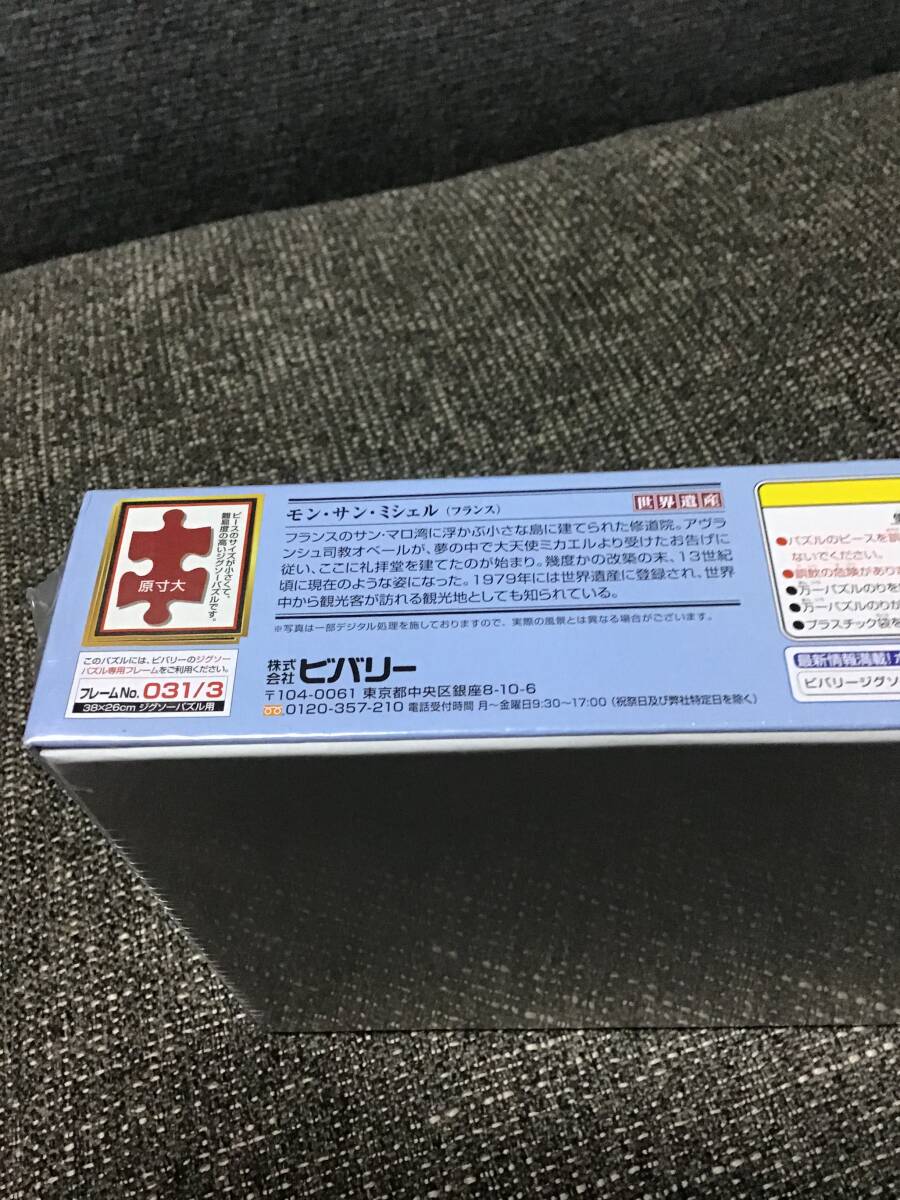 ピースのサイズが小さくて、
難易度の高いジグソーパズルです。
原寸大
このパズルには、ビバリーのジグソー
パズル専用フレームをご利用ください。
フレームNo. 031/3
38×26cm ジグソーパズル用
モン・サン・ミシェル（フランス）
世界遺産
フランスのサン・マロ湾に浮かぶ小さな島に建てられた修道院。アヴラ
ンシュ司教オベールが、夢の中で大天使ミカエルより受けたお告げに
従い、ここに礼拝堂を建てたのが始まり。幾度かの改築の末、13世紀
頃に現在のような姿になった。1979年には世界遺産に登録され、世界
中から観光客が訪れる観光地としても知られている。
※写真は一部デジタル処理を施しておりますので、実際の風景とは異なる場合がございます。
株式会社 ビバリー
〒104-0061 東京都中央区銀座8-10-6
0120-357-210 電話受付時間 月～金曜日9:30～17:00（祝祭日及び弊社特定日を除く）
●パズルのピースを誤
ないでください。
●誤飲の危険があり
●万一パズルのりを
●万一パズルのりが
●プラスチック袋を
最新情報満載!
ビバリージグソ